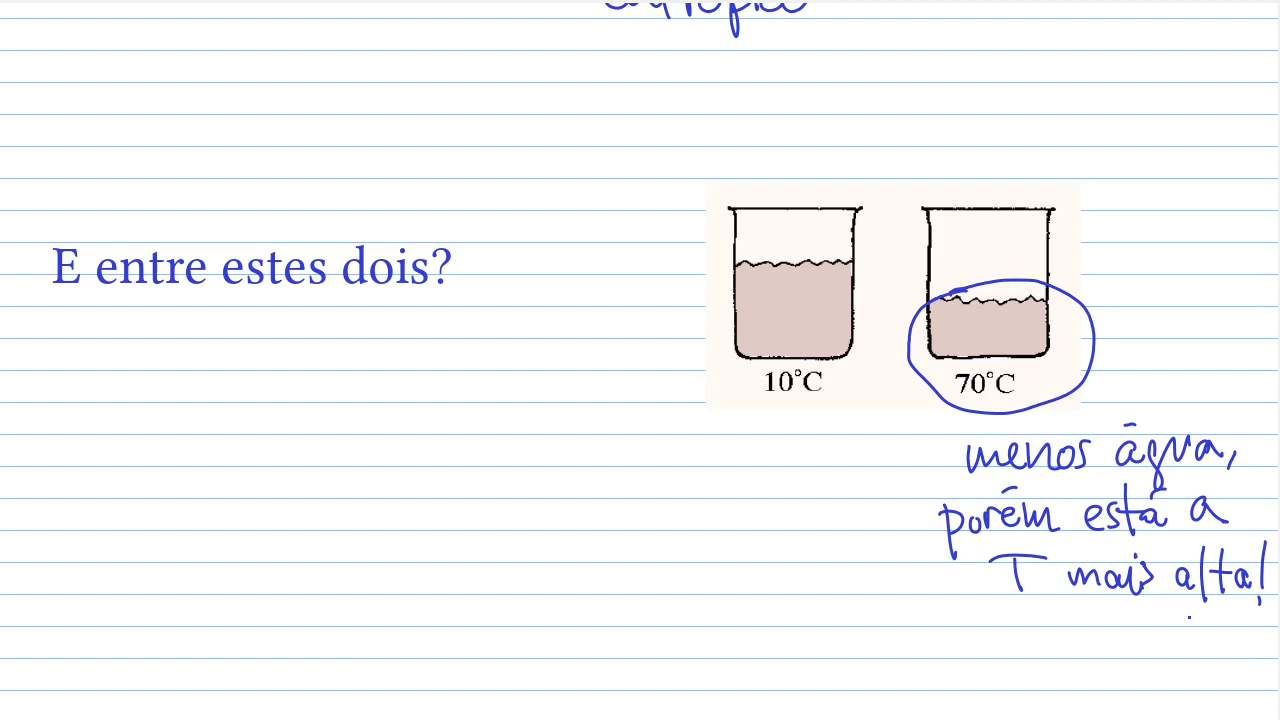 E entre estes dois?
10°C
70°C
menos água,
porém está a
T mais alta!